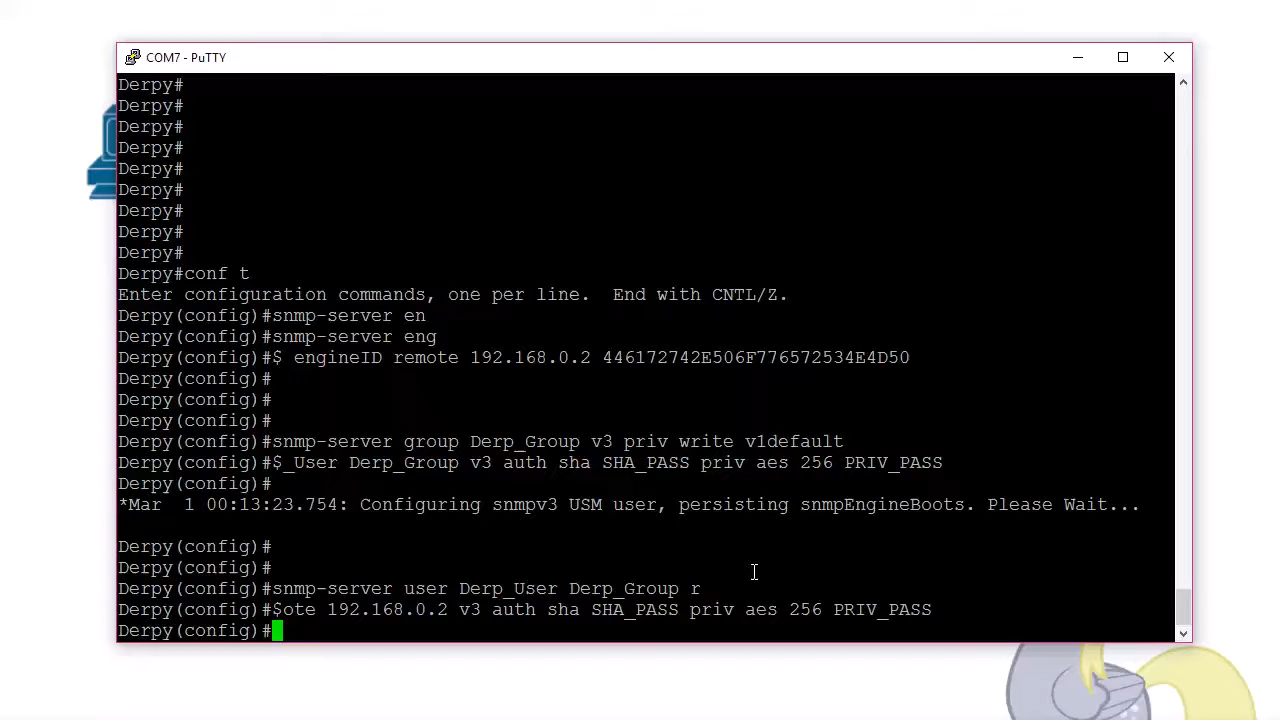 COM7 - PuTTY
Derpy#
Derpy#
Derpy#
Derpy#
Derpy#
Derpy#
Derpy#
Derpy#
Derpy#
Derpy#conf t
Enter configuration commands, one per line.  End with CNTL/Z.
Derpy(config)#snmp-server en
Derpy(config)#snmp-server eng
Derpy(config)#$ engineID remote 192.168.0.2 446172742E506F776572534E4D50
Derpy(config)#
Derpy(config)#
Derpy(config)#
Derpy(config)#snmp-server group Derp_Group v3 priv write v1default
Derpy(config)#$_User Derp_Group v3 auth sha SHA_PASS priv aes 256 PRIV_PASS
Derpy(config)#
*Mar  1 00:13:23.754: Configuring snmpv3 USM user, persisting snmpEngineBoots. Please Wait...
Derpy(config)#
Derpy(config)#
Derpy(config)#snmp-server user Derp_User Derp_Group r
Derpy(config)#$ote 192.168.0.2 v3 auth sha SHA_PASS priv aes 256 PRIV_PASS
Derpy(config)#